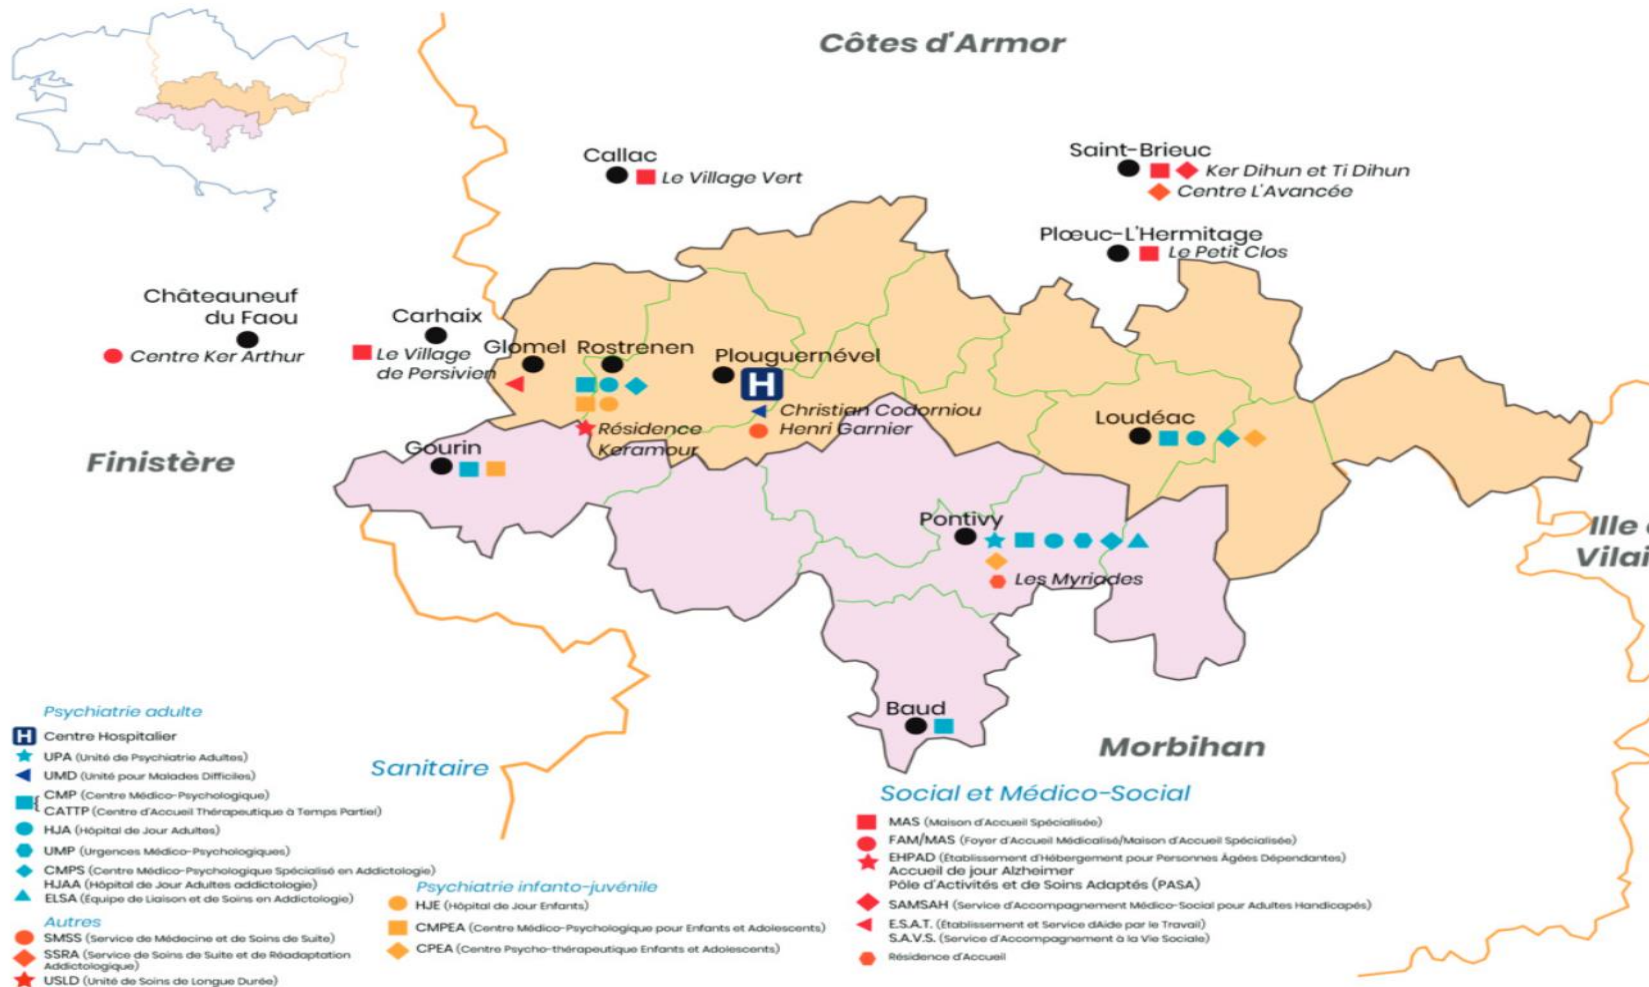 Côtes d'Armor
Callac
Le Village Vert
Saint-Brieuc
Ker Dihun et Ti Dihun
Centre L'Avancée
Plœuc-L'Hermitage
Le Petit Clos
Châteauneuf
du Faou
Centre Ker Arthur
Carhaix
Le Village
de Persivien
Glomel
Rostrenen
Plouguernével
H
Christian Codorniou
Henri Garnier
Résidence
Keramour
Loudéac
Finistère
Gourin
Pontivy
Les Myriades
Ille
Vilai
Baud
Morbihan
Psychiatrie adulte
H Centre Hospitalier
UPA (Unité de Psychiatrie Adultes)
UMD (Unité pour Malades Difficiles)
CMP (Centre Médico-Psychologique)
CATTP (Centre d'Accueil Thérapeutique à Temps Partiel)
HJA (Hôpital de Jour Adultes)
UMP (Urgences Médico-Psychologiques)
CMPS (Centre Médico-Psychologique Spécialisé en Addictologie)
HJAA (Hôpital de Jour Adultes addictologie)
ELSA (Équipe de Liaison et de Soins en Addictologie)
Autres
SMSS (Service de Médecine et de Soins de Suite)
SSRA (Service de Soins de Suite et de Réadaptation
Addictologique)
USLD (Unité de Soins de Longue Durée)
Sanitaire
Psychiatrie infanto-juvénile
HJE (Hôpital de Jour Enfants)
CMPEA (Centre Médico-Psychologique pour Enfants et Adolescents)
CPEA (Centre Psycho-thérapeutique Enfants et Adolescents)
Social et Médico-Social
MAS (Maison d'Accueil Spécialisée)
FAM/MAS (Foyer d'Accueil Médicalisé/Maison d'Accueil Spécialisée)
EHPAD (Établissement d'Hébergement pour Personnes Âgées Dépendantes)
Accueil de jour Alzheimer
Pôle d'Activités et de Soins Adaptés (PASA)
SAMSAH (Service d'Accompagnement Médico-Social pour Adultes Handicapés)
E.S.A.T. (Établissement et Service dAide par le Travail)
S.A.V.S. (Service d'Accompagnement à la Vie Sociale)
Résidence d'Accueil